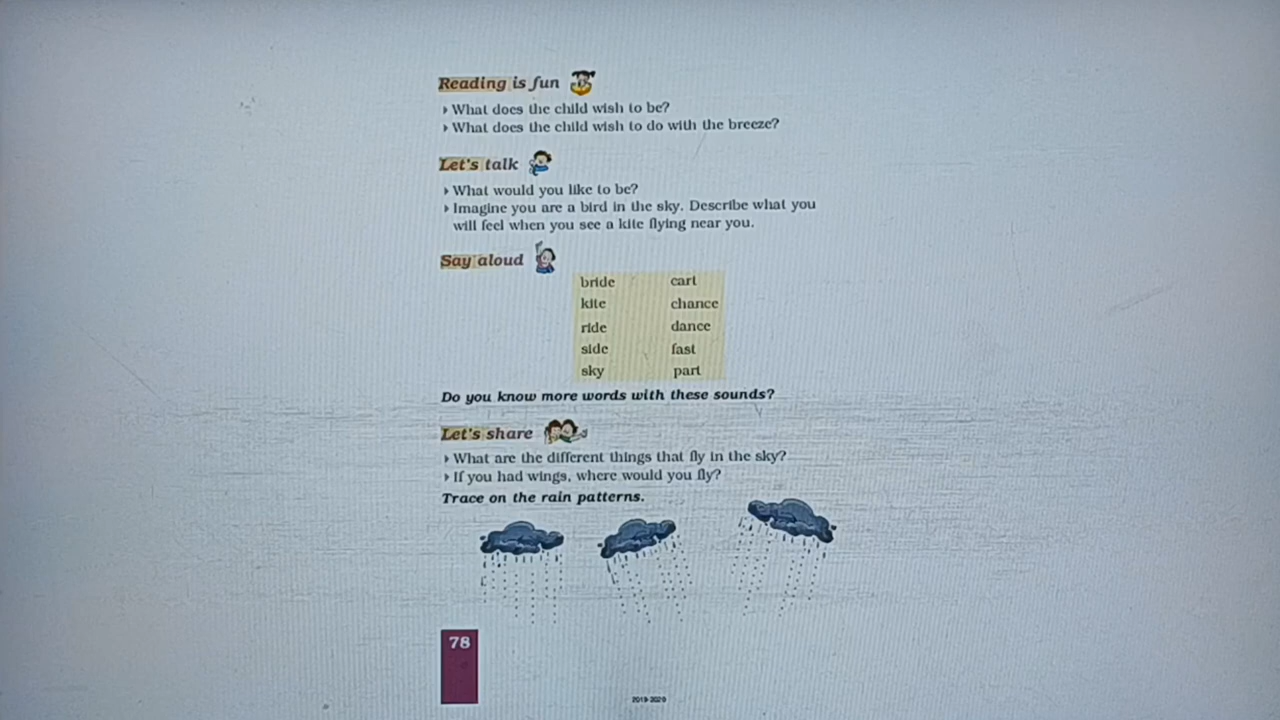 Reading is fun
What does the child wish to be?
What does the child wish to do with the breeze?
Let's talk
What would you like to be?
Imagine you are a bird in the sky. Describe what you
will feel when you see a kite flying near you.
Say aloud
bride cart
kite chance
ride dance
side fast
sky part
Do you know more words with these sounds?
Let's share
What are the different things that fly in the sky?
If you had wings, where would you fly?
Trace on the rain patterns.
78
2019-2020